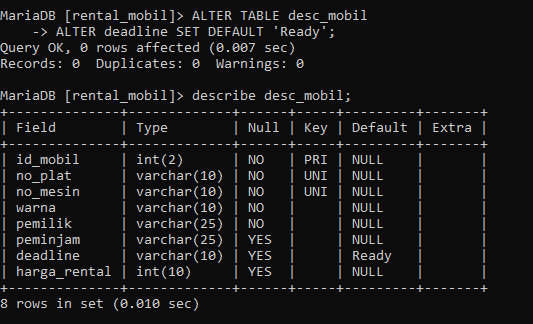 MariaDB [rental_mobil]> ALTER TABLE desc_mobil
    -> ALTER deadline SET DEFAULT 'Ready';
Query OK, 0 rows affected (0.007 sec)
Records: 0  Duplicates: 0  Warnings: 0

MariaDB [rental_mobil]> describe desc_mobil;
+--------------+-------------+------+-----+---------+-------+
| Field        | Type        | Null | Key | Default | Extra |
+--------------+-------------+------+-----+---------+-------+
| id_mobil     | int(2)      | NO   | PRI | NULL    |       |
| no_plat      | varchar(10) | NO   | UNI | NULL    |       |
| no_mesin     | varchar(10) | NO   | UNI | NULL    |       |
| warna        | varchar(10) | NO   |     | NULL    |       |
| pemilik      | varchar(25) | NO   |     | NULL    |       |
| peminjam     | varchar(25) | YES  |     | NULL    |       |
| deadline     | varchar(10) | YES  |     | Ready   |       |
| harga_rental | int(10)     | YES  |     | NULL    |       |
+--------------+-------------+------+-----+---------+-------+
8 rows in set (0.010 sec)